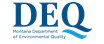 DEQ
Montana Department
of Environmental Quality